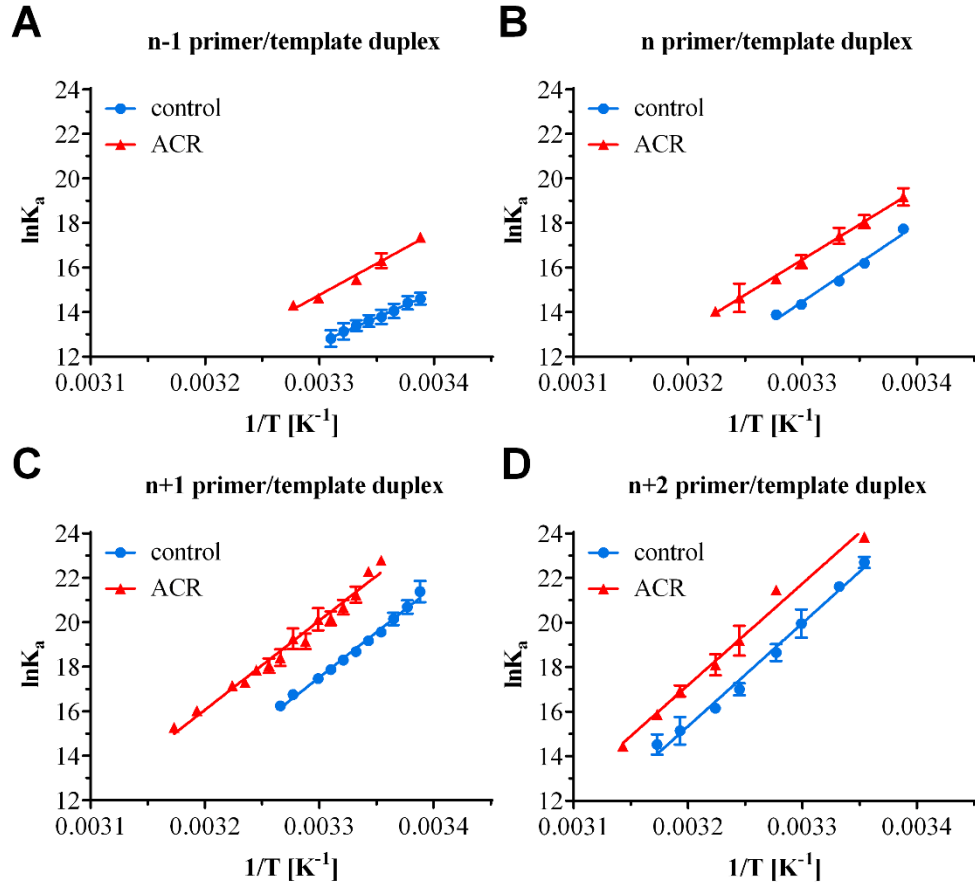 A
n-1 primer/template duplex
24
22
20
18
16
14
12
lnKa
control
ACR
0.0031 0.0032 0.0033 0.0034
1/T [K-1]
B
n primer/template duplex
24
22
20
18
16
14
12
lnKa
control
ACR
0.0031 0.0032 0.0033 0.0034
1/T [K-1]
C
n+1 primer/template duplex
24
22
20
18
16
14
12
lnKa
control
ACR
0.0031 0.0032 0.0033 0.0034
1/T [K-1]
D
n+2 primer/template duplex
24
22
20
18
16
14
12
lnKa
control
ACR
0.0031 0.0032 0.0033 0.0034
1/T [K-1]